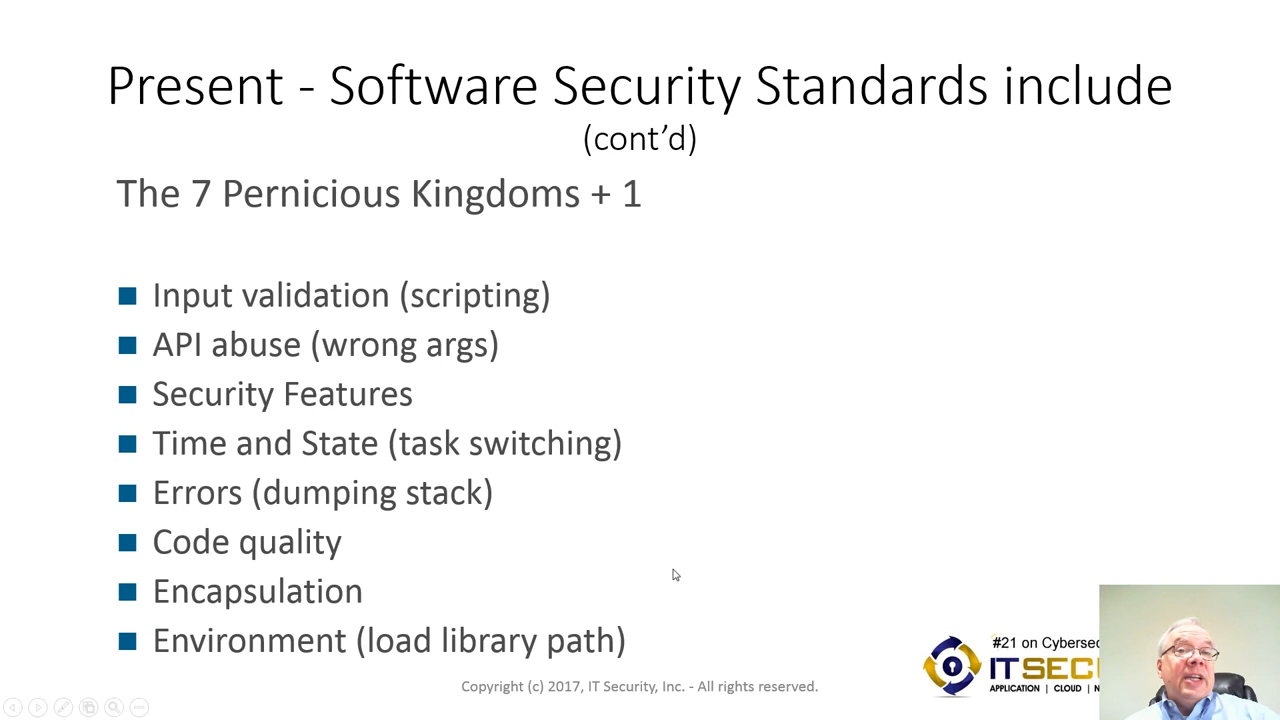 Present - Software Security Standards include
(cont’d)
The 7 Pernicious Kingdoms + 1
Input validation (scripting)
API abuse (wrong args)
Security Features
Time and State (task switching)
Errors (dumping stack)
Code quality
Encapsulation
Environment (load library path)
#21 on
IT
APPLICATION | CLOUD |
Copyright (c) 2017, IT Security, Inc. - All rights reserved.